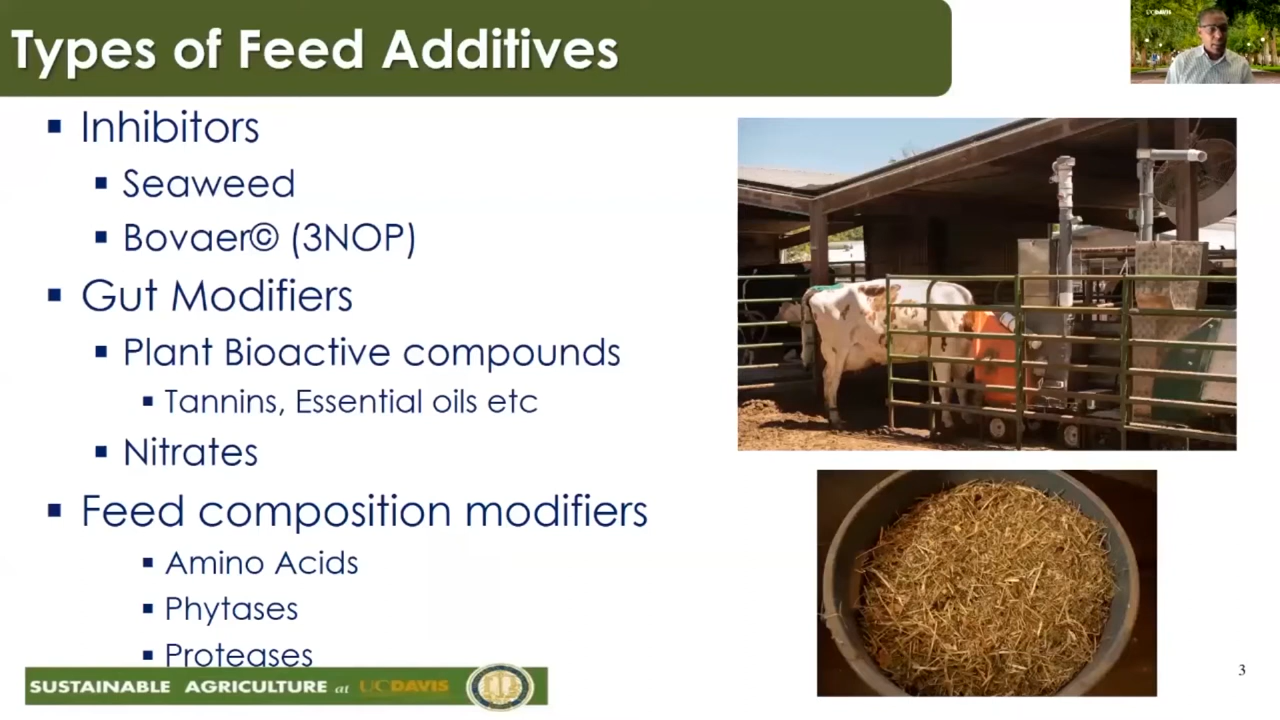 Types of Feed Additives
UCDAVIS
Inhibitors
Seaweed
Bovaer© (3NOP)
Gut Modifiers
Plant Bioactive compounds
Tannins, Essential oils etc
Nitrates
Feed composition modifiers
Amino Acids
Phytases
Proteases
SUSTAINABLE AGRICULTURE at UCDAVIS
3